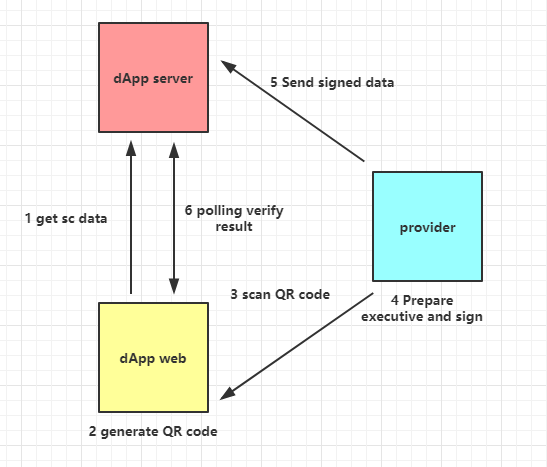 dApp server
5 Send signed data
1 get sc data
6 polling verify
result
provider
3 scan QR code
4 Prepare
executive and sign
dApp web
2 generate QR code